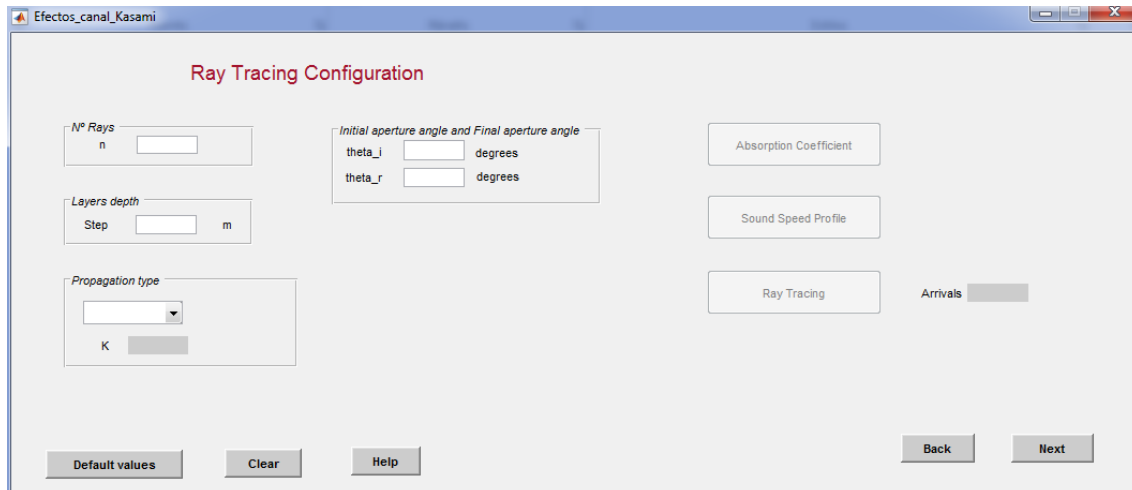 Efectos_canal_Kasami
Ray Tracing Configuration
Nº Rays
n
Layers depth
Step m
Propagation type
K
Initial aperture angle and Final aperture angle
theta_i degrees
theta_r degrees
Absorption Coefficient
Sound Speed Profile
Ray Tracing
Arrivals
Default values
Clear
Help
Back
Next